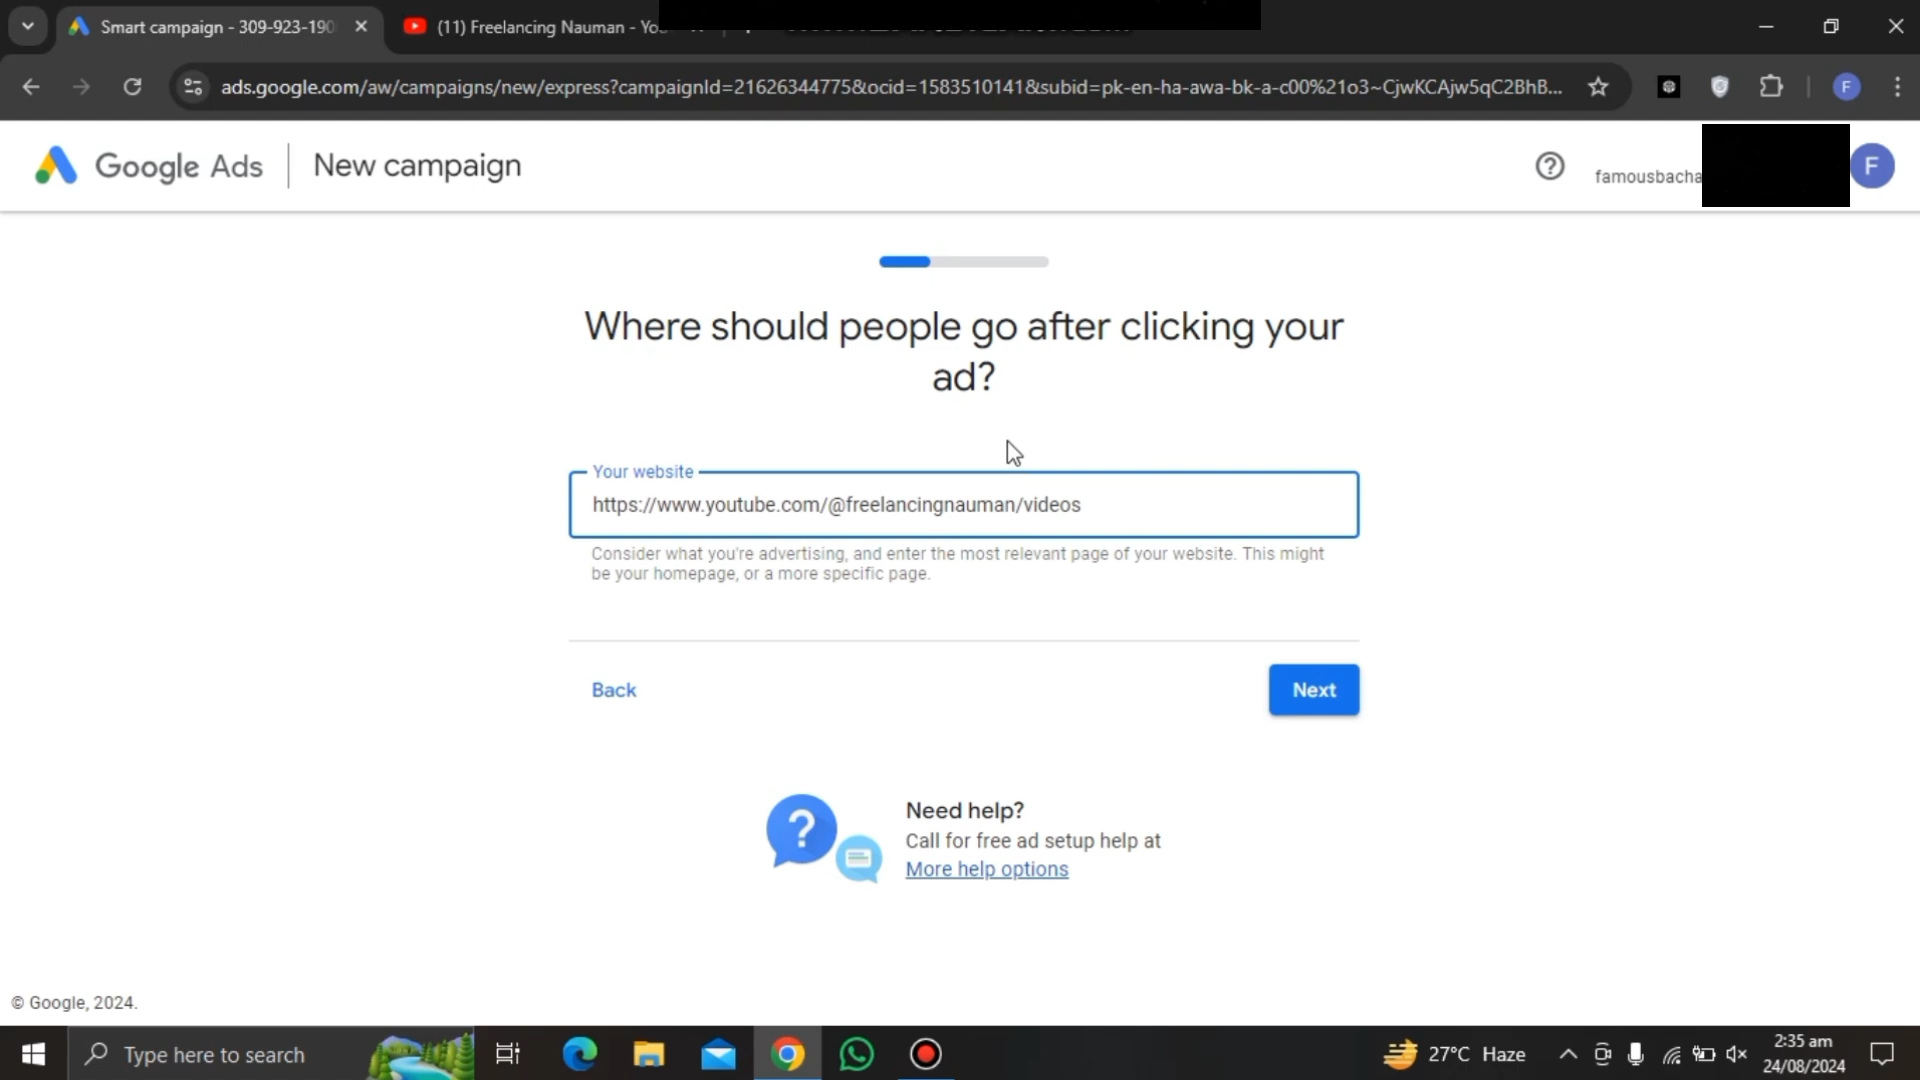 Smart campaign - 309-923-190
(11) Freelancing Nauman - Yo
ads.google.com/aw/campaigns/new/express?campaignId=21626344775&ocid=1583510141&subid=pk-en-ha-awa-bk-a-c00%21o3~CjwKCAjw5qC2BhB...
F
Google Ads
New campaign
famousbacha
F
Where should people go after clicking your
ad?
Your website
https://www.youtube.com/@freelancingnauman/videos
Consider what you're advertising, and enter the most relevant page of your website. This might
be your homepage, or a more specific page.
Back
Next
Need help?
Call for free ad setup help at
More help options
© Google, 2024.
Type here to search
27°C Haze
2:35 am
24/08/2024